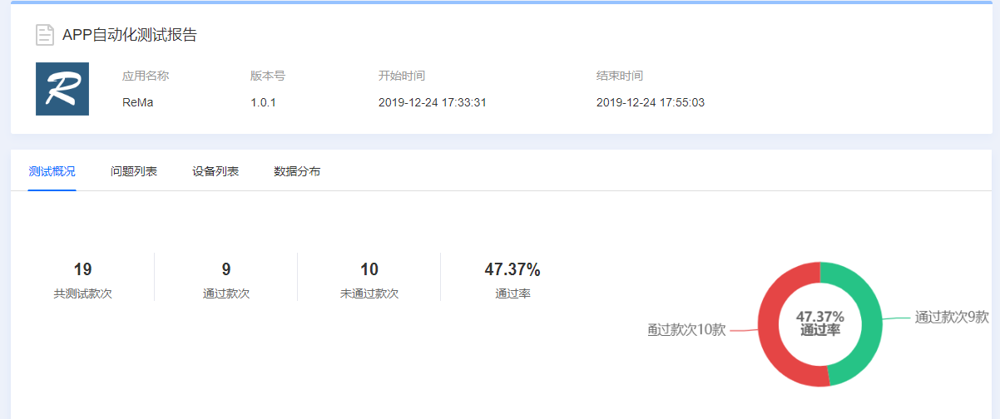 APP自动化测试报告
R
应用名称 版本号 开始时间 结束时间
ReMa 1.0.1 2019-12-24 17:33:31 2019-12-24 17:55:03
测试概况 问题列表 设备列表 数据分布
19 9 10 47.37%
共测试款次 通过款次 未通过款次 通过率
47.37%
通过率
通过款次9款
通过款次10款